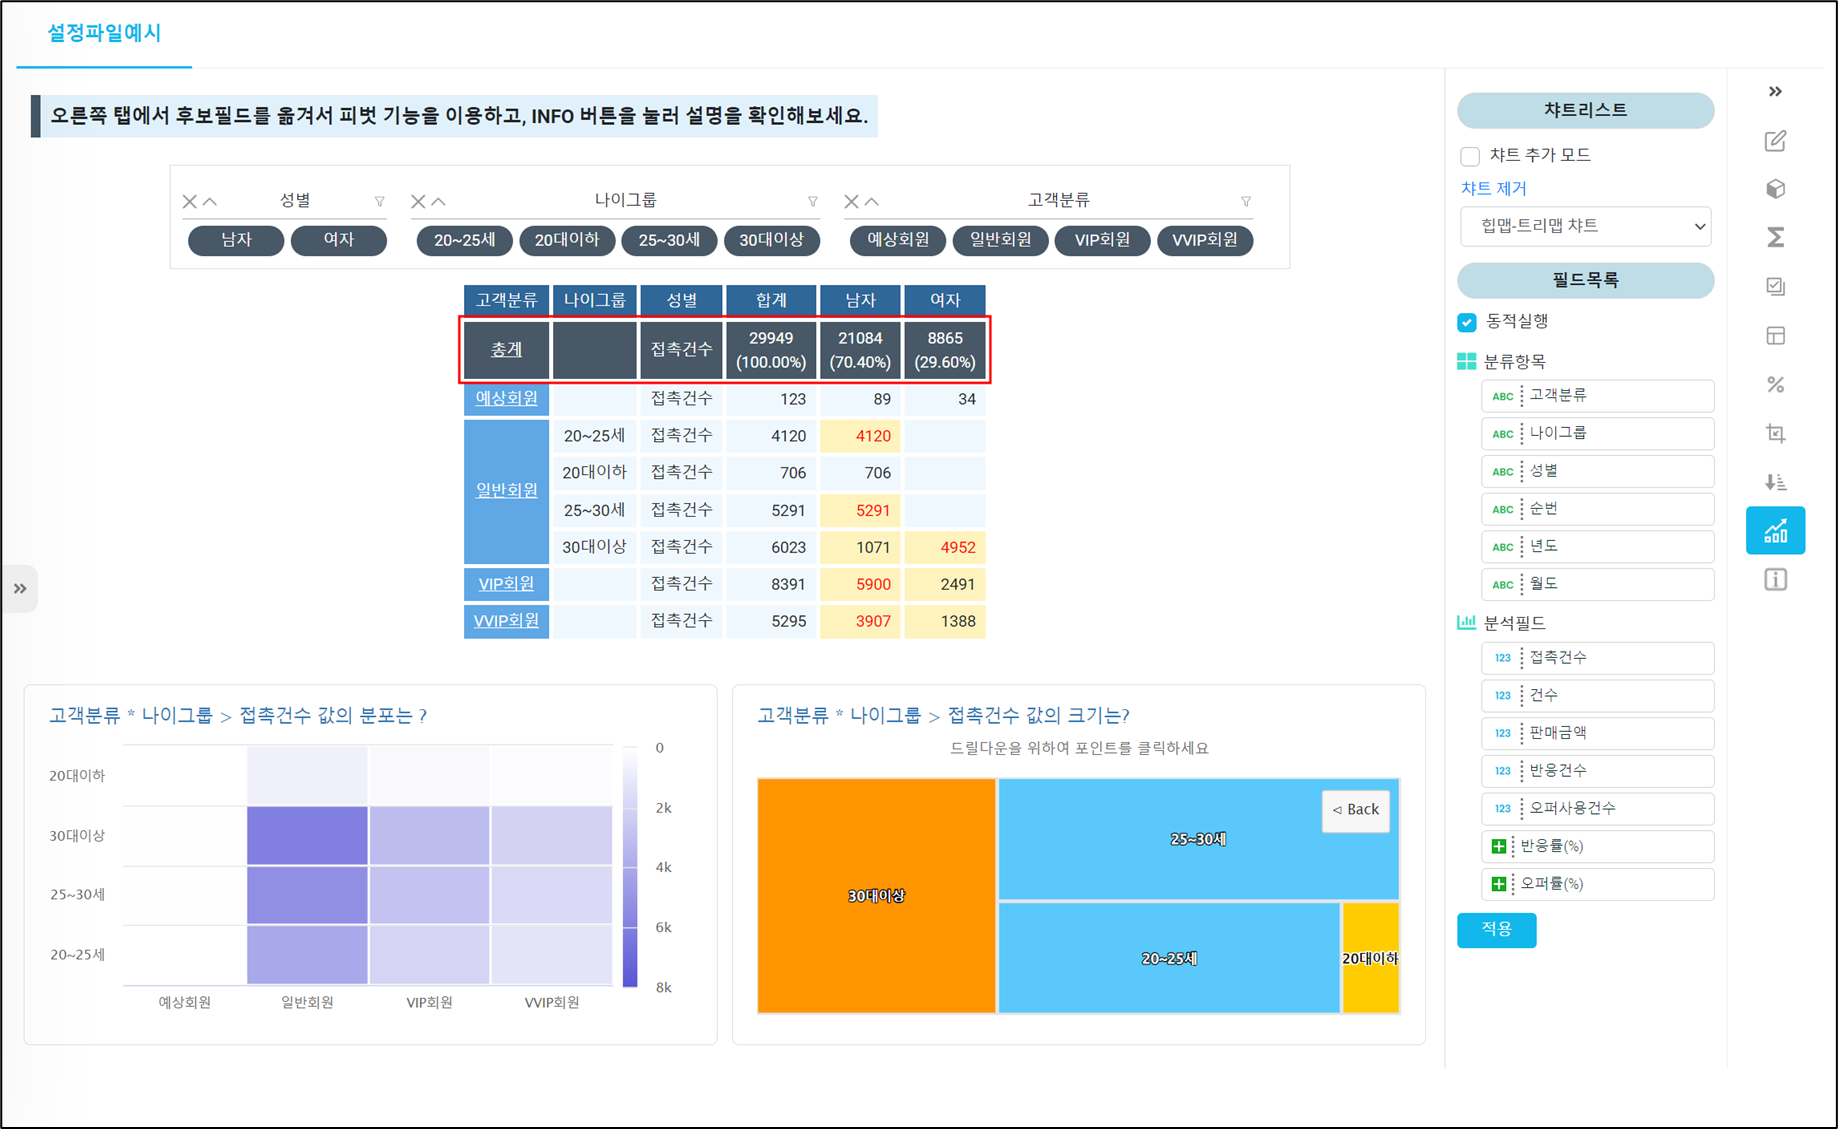 설정파일예시
오른쪽 탭에서 후보필드를 옮겨서 피벗 기능을 이용하고, INFO 버튼을 눌러 설명을 확인해보세요.
성별
남자 여자
나이그룹
20~25세 20대이하 25~30세 30대이상
고객분류
예상회원 일반회원 VIP회원 VVIP회원
고객분류 나이그룹 성별 합계 남자 여자
총계 접촉건수 29949 (100.00%) 21084 (70.40%) 8865 (29.60%)
예상회원 접촉건수 123 89 34
일반회원 20~25세 접촉건수 4120 4120
20대이하 접촉건수 706 706
25~30세 접촉건수 5291 5291
30대이상 접촉건수 6023 1071 4952
VIP회원 접촉건수 8391 5900 2491
VVIP회원 접촉건수 5295 3907 1388
고객분류 * 나이그룹 > 접촉건수 값의 분포는 ?
20대이하
30대이상
25~30세
20~25세
예상회원 일반회원 VIP회원 VVIP회원
0
2k
4k
6k
8k
고객분류 * 나이그룹 > 접촉건수 값의 크기는?
드릴다운을 위하여 포인트를 클릭하세요
◁ Back
30대이상
25~30세
20~25세
20대이하
챠트리스트
챠트 추가 모드
챠트 제거
힙맵-트리맵 챠트
필드목록
동적실행
분류항목
ABC 고객분류
ABC 나이그룹
ABC 성별
ABC 순번
ABC 년도
ABC 월도
분석필드
123 접촉건수
123 건수
123 판매금액
123 반응건수
123 오퍼사용건수
반응률(%)
오퍼률(%)
적용